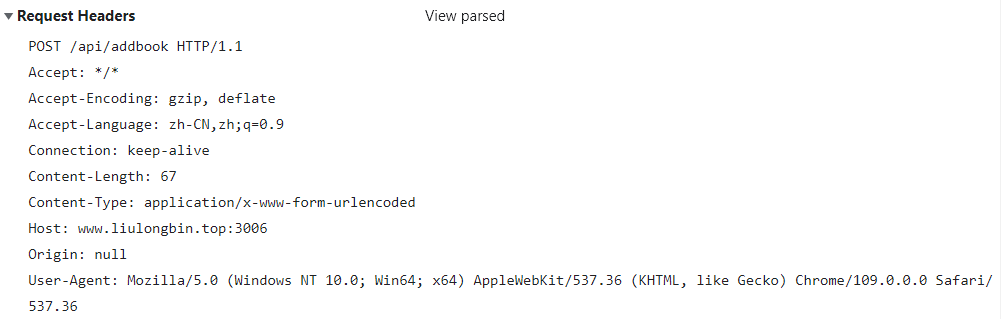 Request Headers View parsed
POST /api/addbook HTTP/1.1
Accept: */*
Accept-Encoding: gzip, deflate
Accept-Language: zh-CN,zh;q=0.9
Connection: keep-alive
Content-Length: 67
Content-Type: application/x-www-form-urlencoded
Host: www.liulongbin.top:3006
Origin: null
User-Agent: Mozilla/5.0 (Windows NT 10.0; Win64; x64) AppleWebKit/537.36 (KHTML, like Gecko) Chrome/109.0.0.0 Safari/
537.36